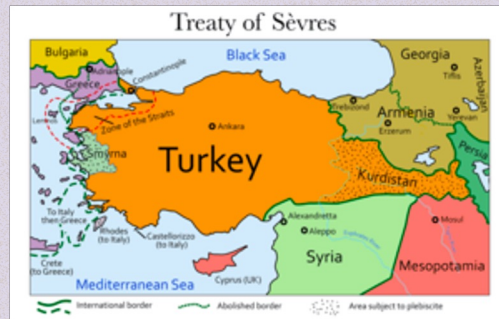 Treaty of Sèvres
Bulgaria
Black Sea
Georgia
Azerbaijan
Adrianople
Constantinople
Greece
Tiflis
Lemnos
Zone of the Straits
Trebizond
Armenia
Yerevan
Ankara
Erzerum
Smyrna
Turkey
Persia
Kurdistan
To Italy
then Greece
Rhodes
(to Italy)
Castellorizzo
(to Italy)
Alexandretta
Aleppo
Mosul
Crete
(to Greece)
Syria
Mesopotamia
Cyprus (UK)
Mediterranean Sea
International border
Abolished border
Area subject to plebiscite